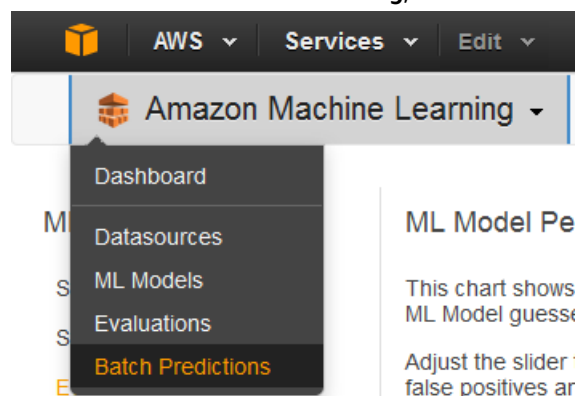 AWS Services Edit
Amazon Machine Learning
Dashboard
Datasources
ML Models
Evaluations
Batch Predictions
ML Model Pe
This chart shows
ML Model guesse
Adjust the slider
false positives an